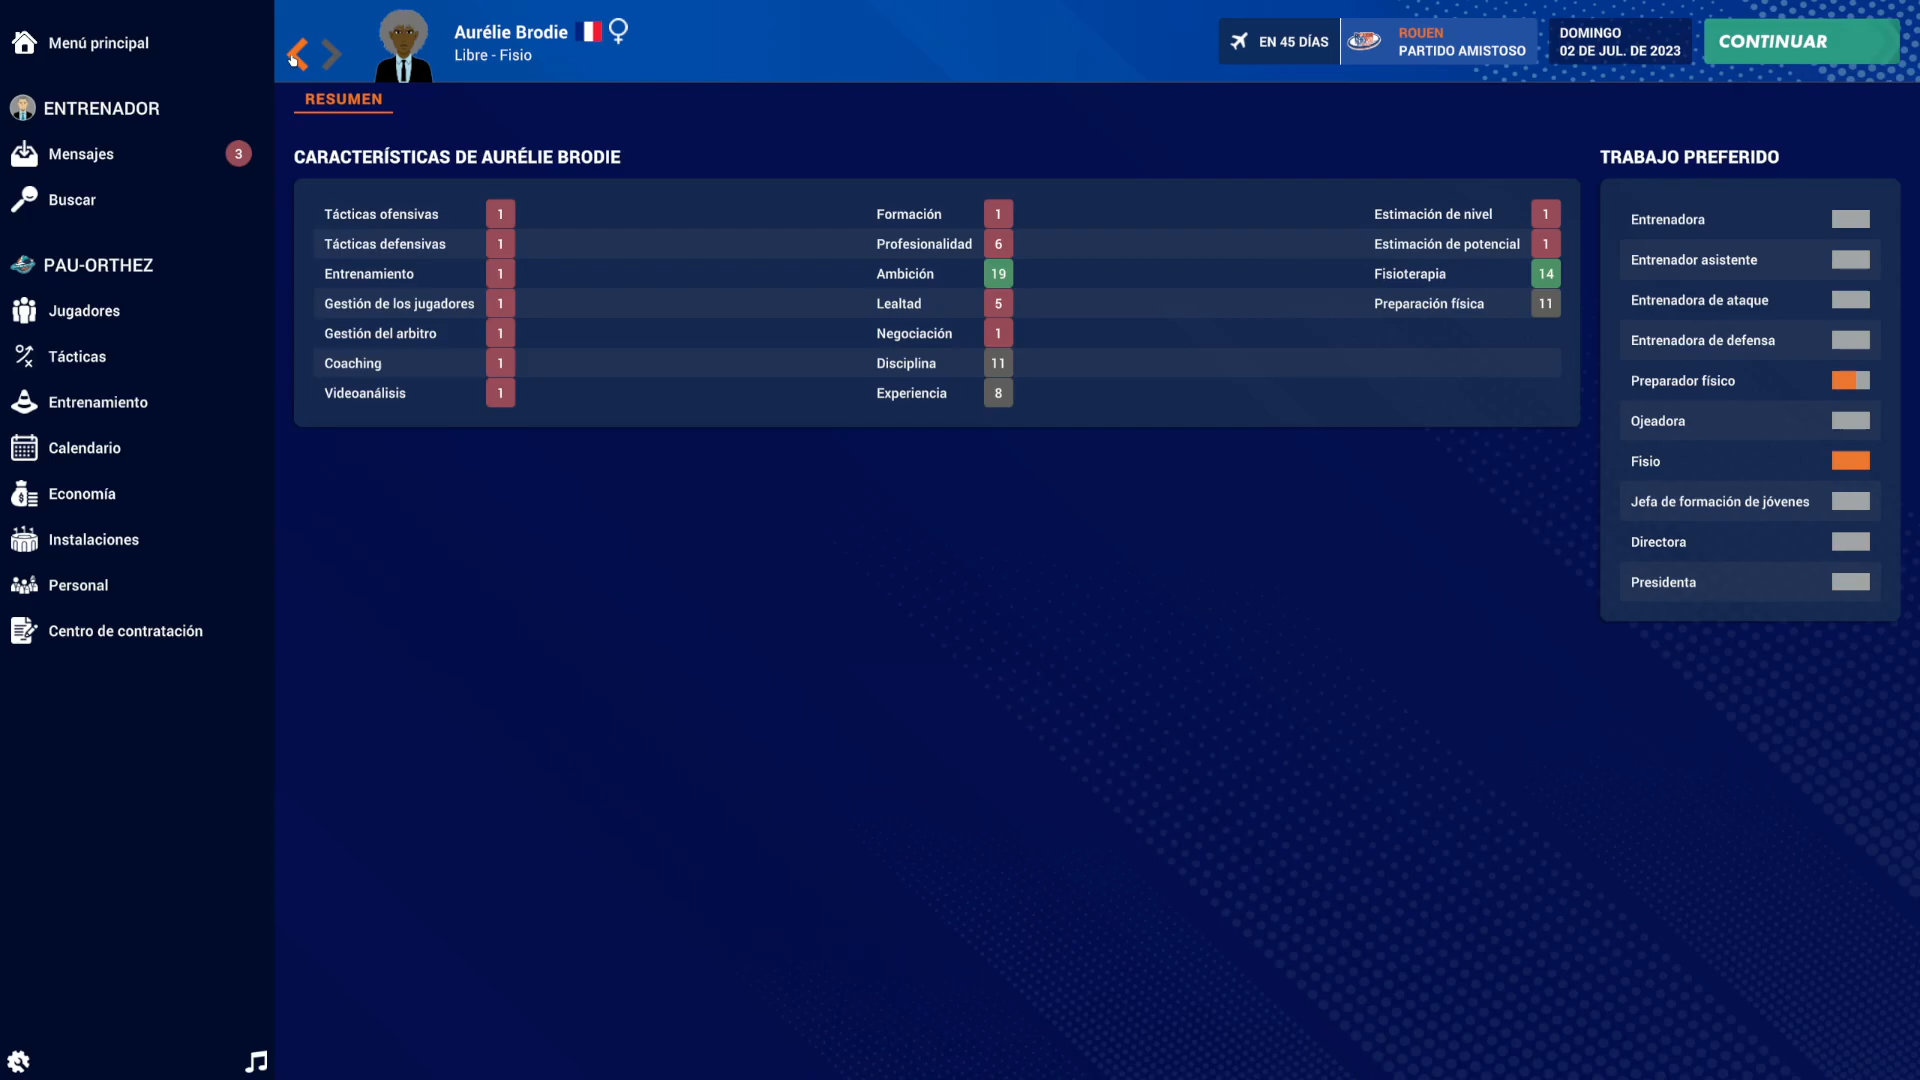 Menú principal
ENTRENADOR
Mensajes 3
Buscar
PAU-ORTHEZ
Jugadores
Tácticas
Entrenamiento
Calendario
Economía
Instalaciones
Personal
Centro de contratación
Aurélie Brodie
Libre - Fisio
EN 45 DÍAS
ROUEN
PARTIDO AMISTOSO
DOMINGO
02 DE JUL. DE 2023
CONTINUAR
RESUMEN
CARACTERÍSTICAS DE AURÉLIE BRODIE
Tácticas ofensivas 1
Tácticas defensivas 1
Entrenamiento 1
Gestión de los jugadores 1
Gestión del arbitro 1
Coaching 1
Videoanálisis 1
Formación 1
Profesionalidad 6
Ambición 19
Lealtad 5
Negociación 1
Disciplina 11
Experiencia 8
Estimación de nivel 1
Estimación de potencial 1
Fisioterapia 14
Preparación física 11
TRABAJO PREFERIDO
Entrenadora
Entrenador asistente
Entrenadora de ataque
Entrenadora de defensa
Preparador físico
Ojeadora
Fisio
Jefa de formación de jóvenes
Directora
Presidenta